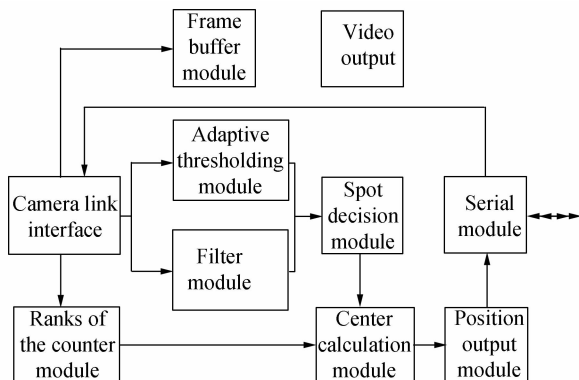 Frame
buffer
module
Video
output
Adaptive
thresholding
module
Camera link
interface
Filter
module
Spot
decision
module
Serial
module
Ranks of
the counter
module
Center
calculation
module
Position
output
module